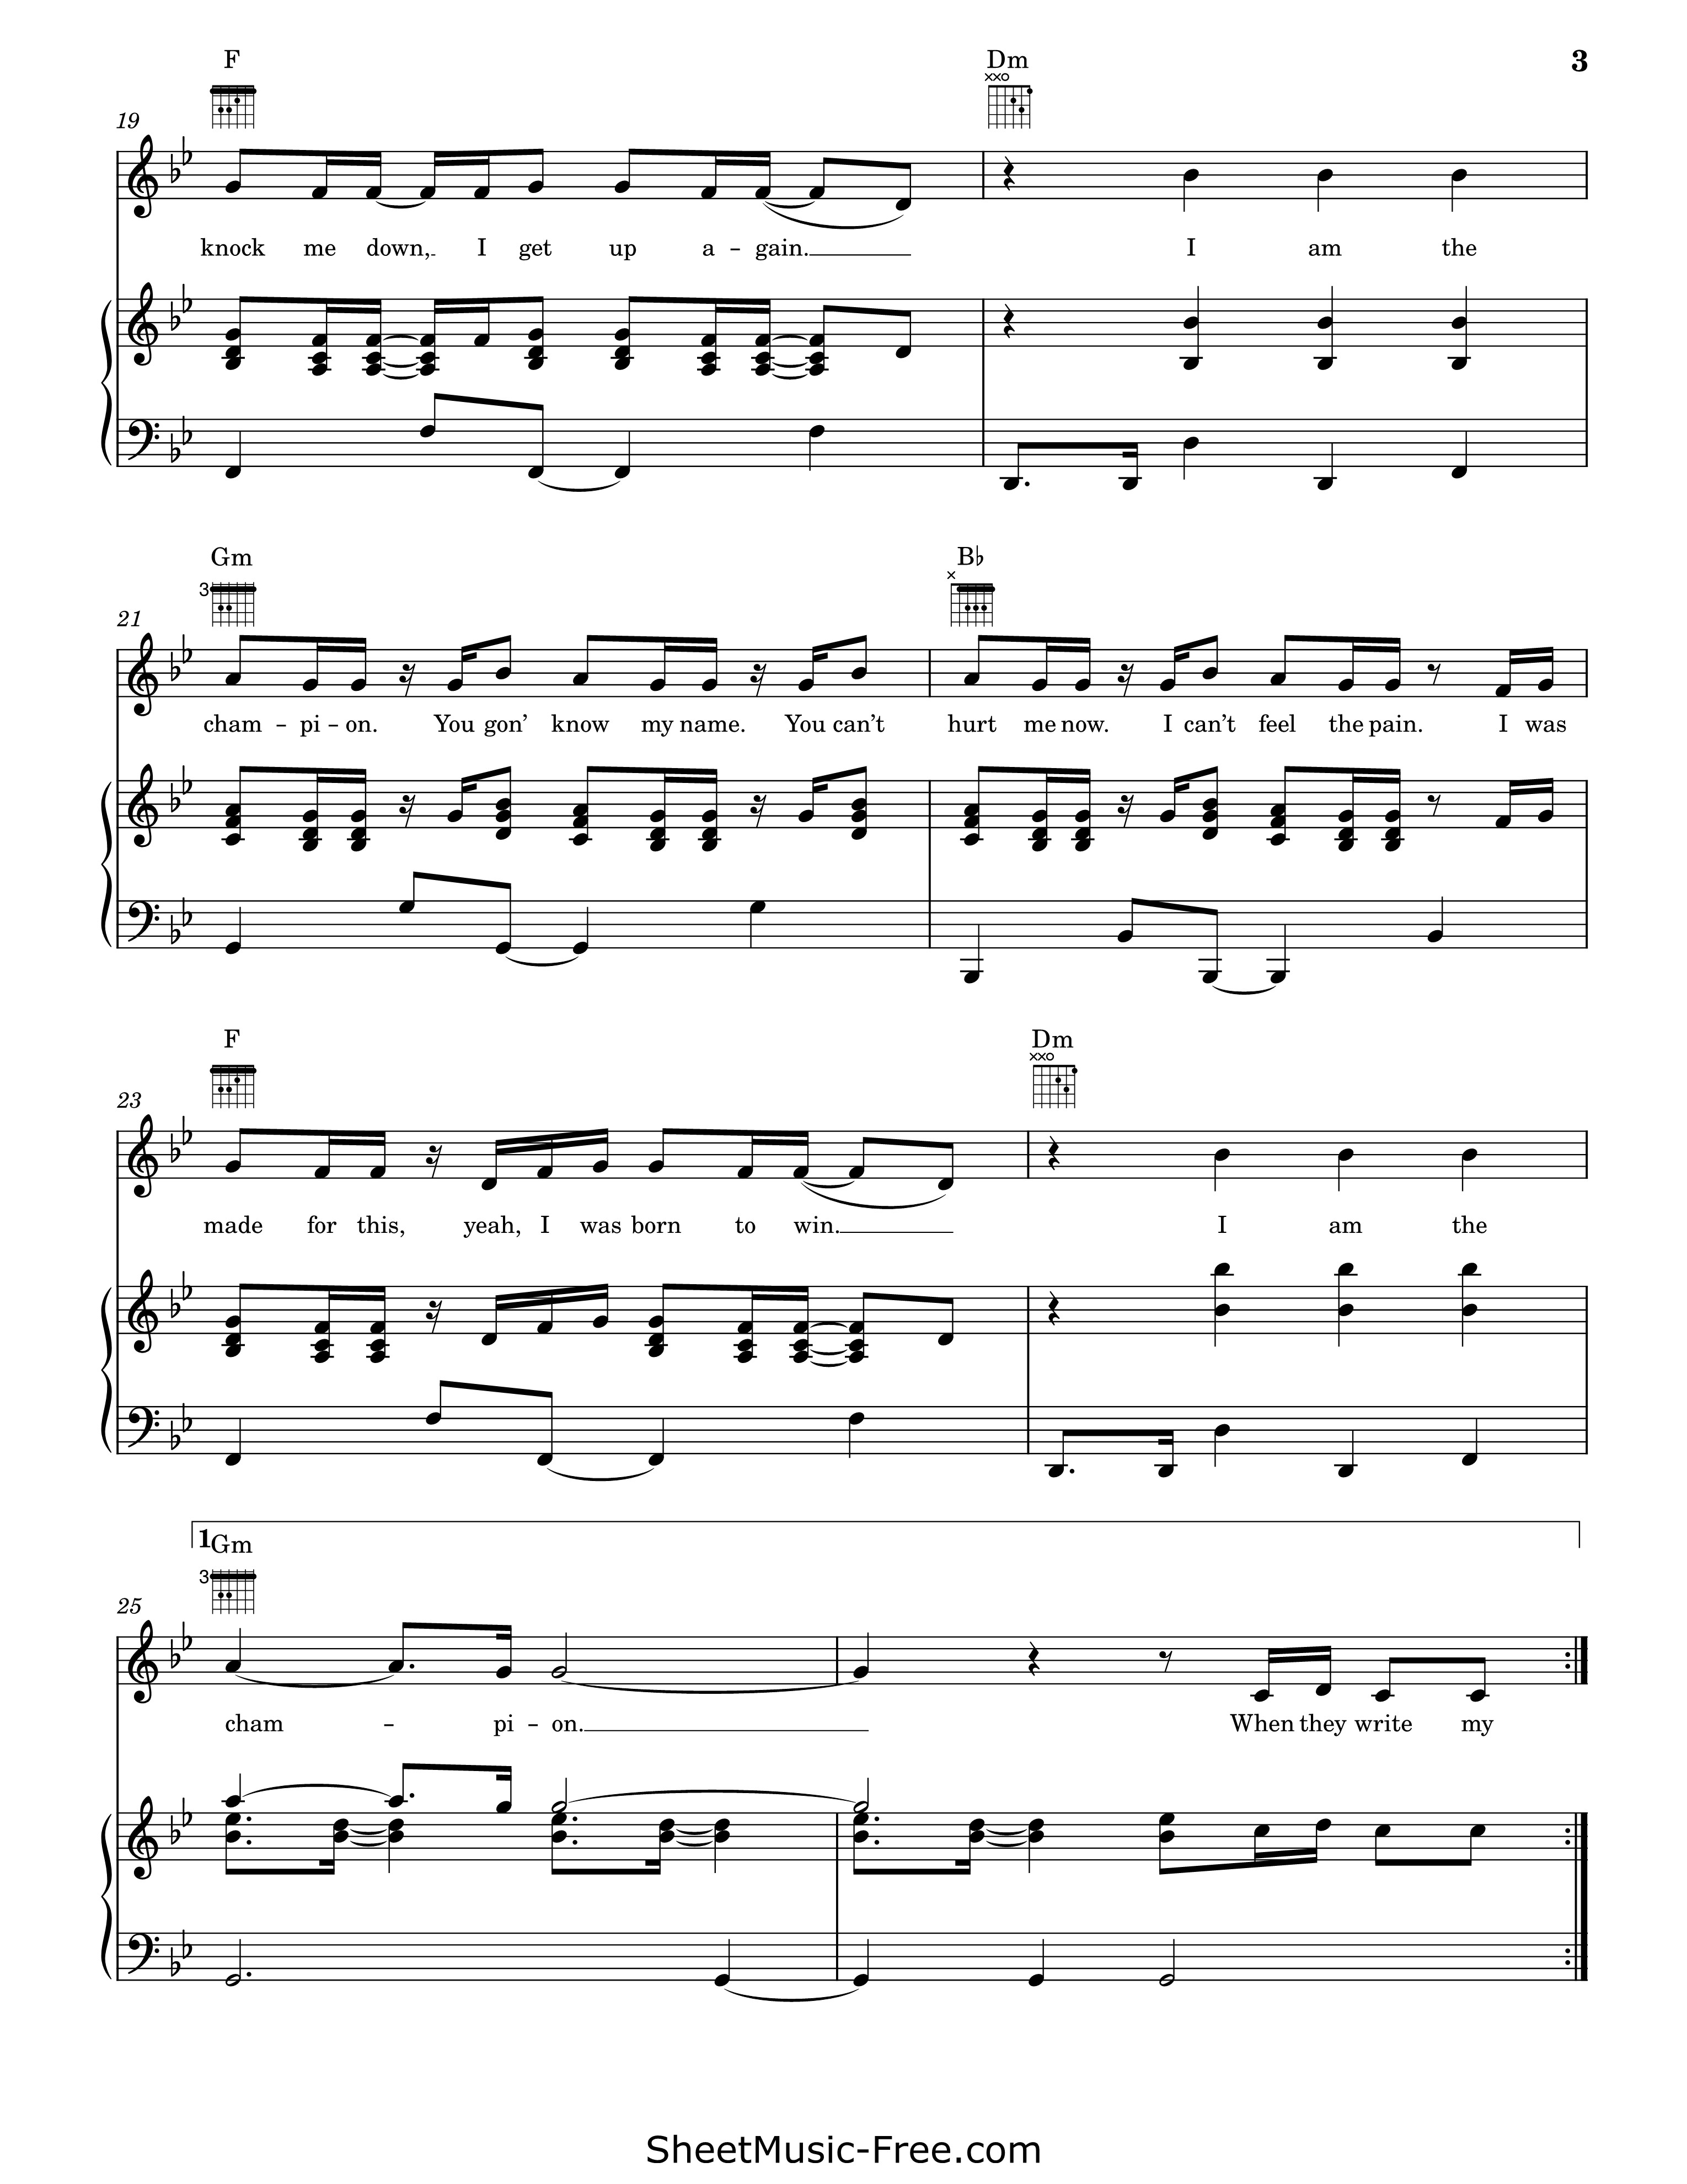 F Dm 3
19
knock me down, I get up a - gain. I am the
Gm B♭
3
21
cham - pi - on. You gon’ know my name. You can’t hurt me now. I can’t feel the pain. I was
F Dm
23
made for this, yeah, I was born to win. I am the
1. Gm
3
25
cham - pi - on. When they write my
SheetMusic-Free.com